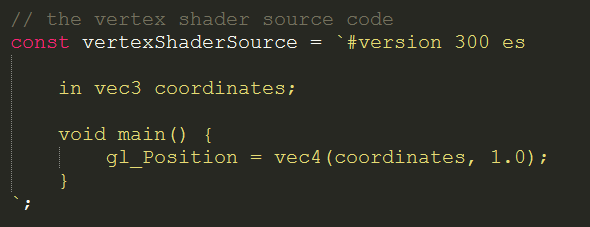 // the vertex shader source code
const vertexShaderSource = `#version 300 es
in vec3 coordinates;
void main() {
gl_Position = vec4(coordinates, 1.0);
}
`;